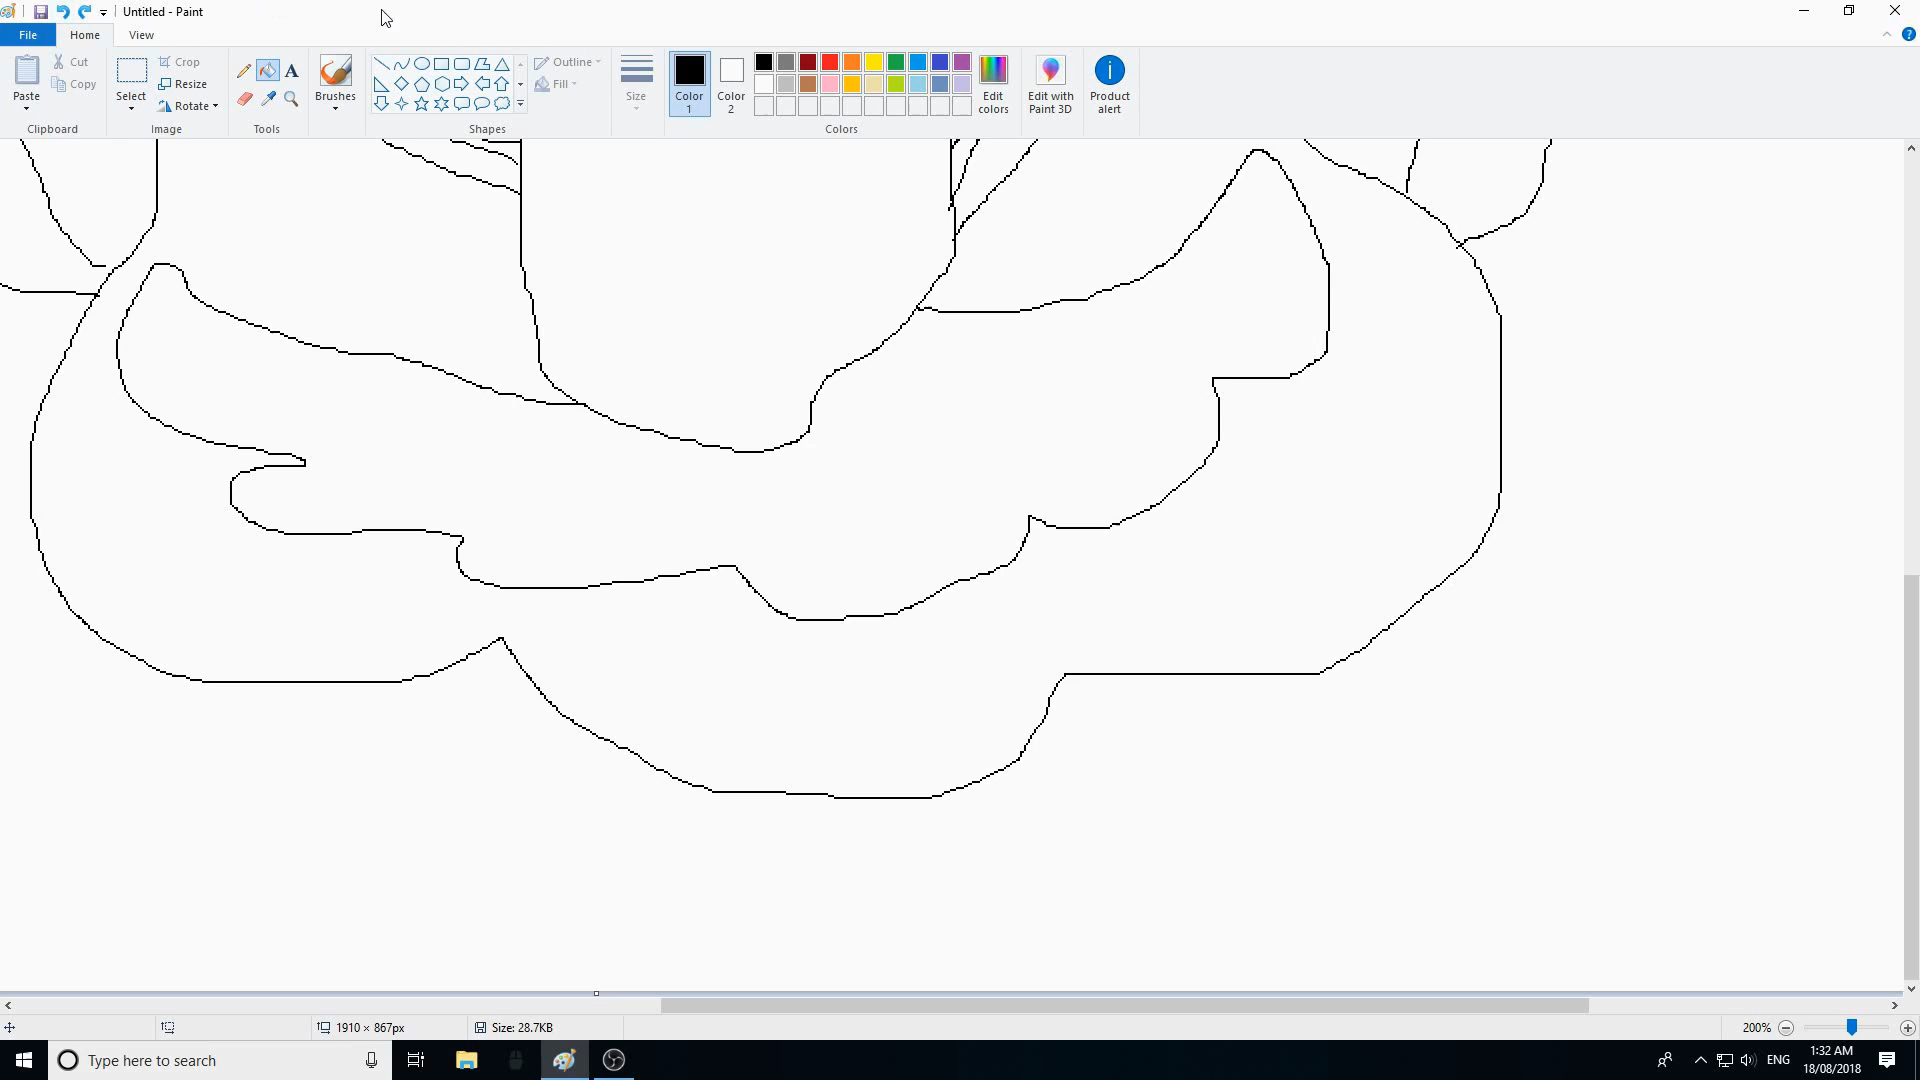 Untitled - Paint
File Home View
Paste
Cut
Copy
Clipboard
Select
Crop
Resize
Rotate
Image
A
Tools
Brushes
Outline
Fill
Shapes
Size
Color 1
Color 2
Edit colors
Colors
Edit with Paint 3D
Product alert
1910 × 867px
Size: 28.7KB
200%
Type here to search
ENG
1:32 AM
18/08/2018